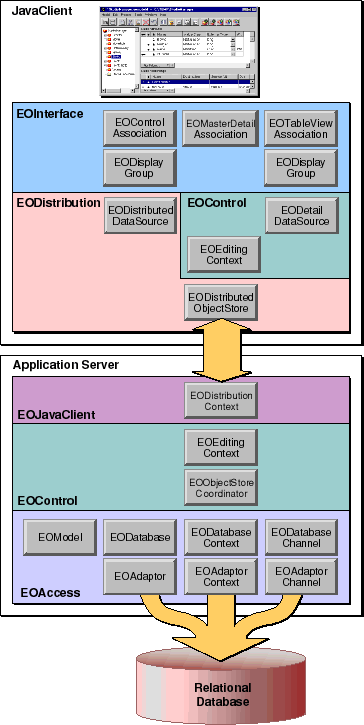 JavaClient
EOInterface
EOControl
Association
EOMasterDetail
Association
EOTableView
Association
EODisplay
Group
EODisplay
Group
EODistribution
EODistributed
DataSource
EOControl
EODetail
DataSource
EOEditing
Context
EODistributed
ObjectStore
Application Server
EODistribution
Context
EOJavaClient
EOEditing
Context
EOObjectStore
Coordinator
EOControl
EOModel
EODatabase
EODatabase
Context
EODatabase
Channel
EOAdaptor
EOAdaptor
Context
EOAdaptor
Channel
EOAccess
Relational
Database